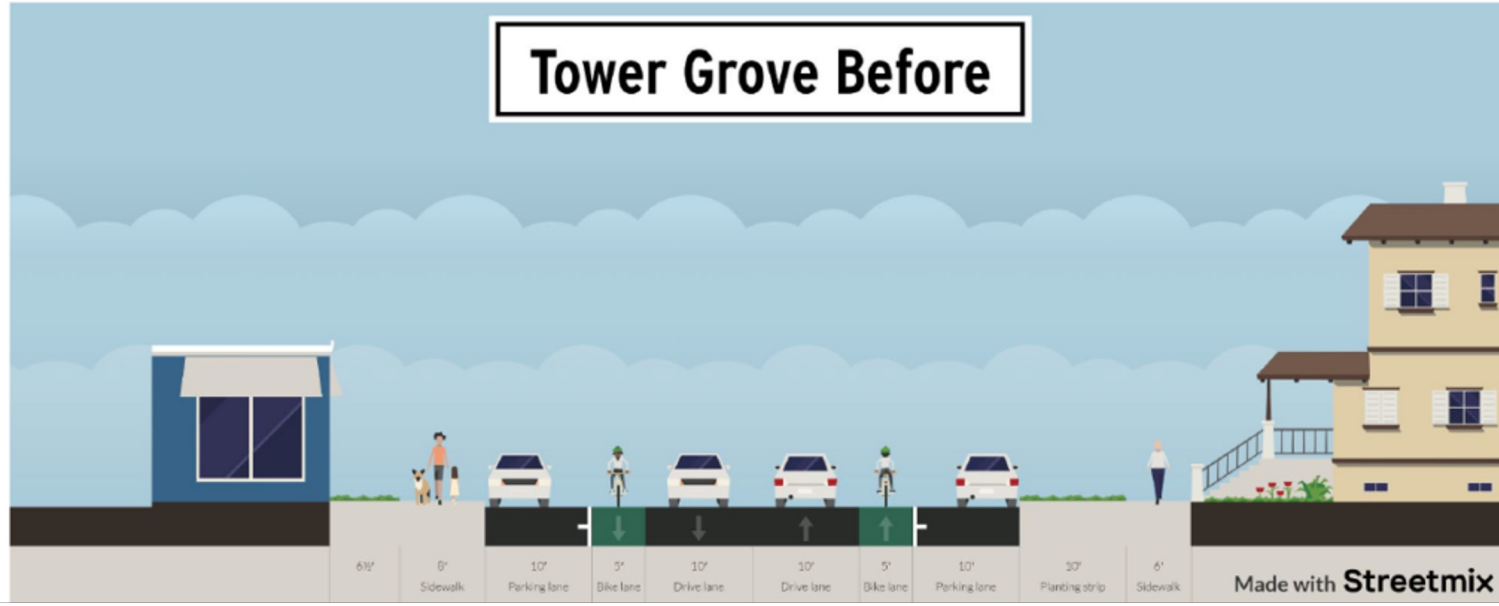 Tower Grove Before
6½'
8'
Sidewalk
10'
Parking lane
5'
Bike lane
10'
Drive lane
10'
Drive lane
5'
Bike lane
10'
Parking lane
10'
Planting strip
6'
Sidewalk
Made with Streetmix